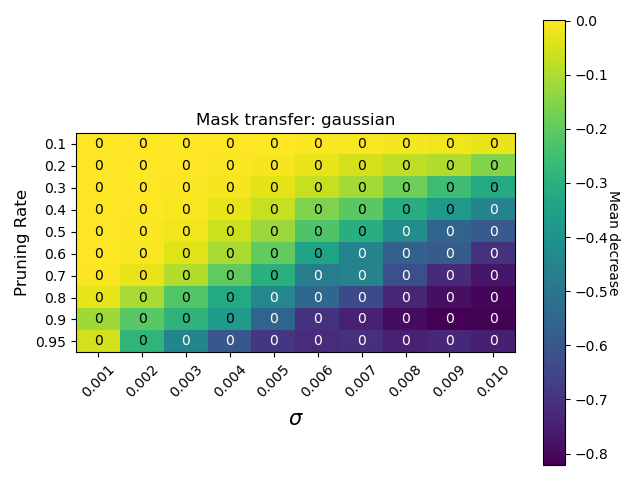 Mask transfer: gaussian
Pruning Rate
0.1 0 0 0 0 0 0 0 0 0 0
0.2 0 0 0 0 0 0 0 0 0 0
0.3 0 0 0 0 0 0 0 0 0 0
0.4 0 0 0 0 0 0 0 0 0 0
0.5 0 0 0 0 0 0 0 0 0 0
0.6 0 0 0 0 0 0 0 0 0 0
0.7 0 0 0 0 0 0 0 0 0 0
0.8 0 0 0 0 0 0 0 0 0 0
0.9 0 0 0 0 0 0 0 0 0 0
0.95 0 0 0 0 0 0 0 0 0 0
0.001 0.002 0.003 0.004 0.005 0.006 0.007 0.008 0.009 0.010
σ
0.0
−0.1
−0.2
−0.3
−0.4
−0.5
−0.6
−0.7
−0.8
Mean decrease